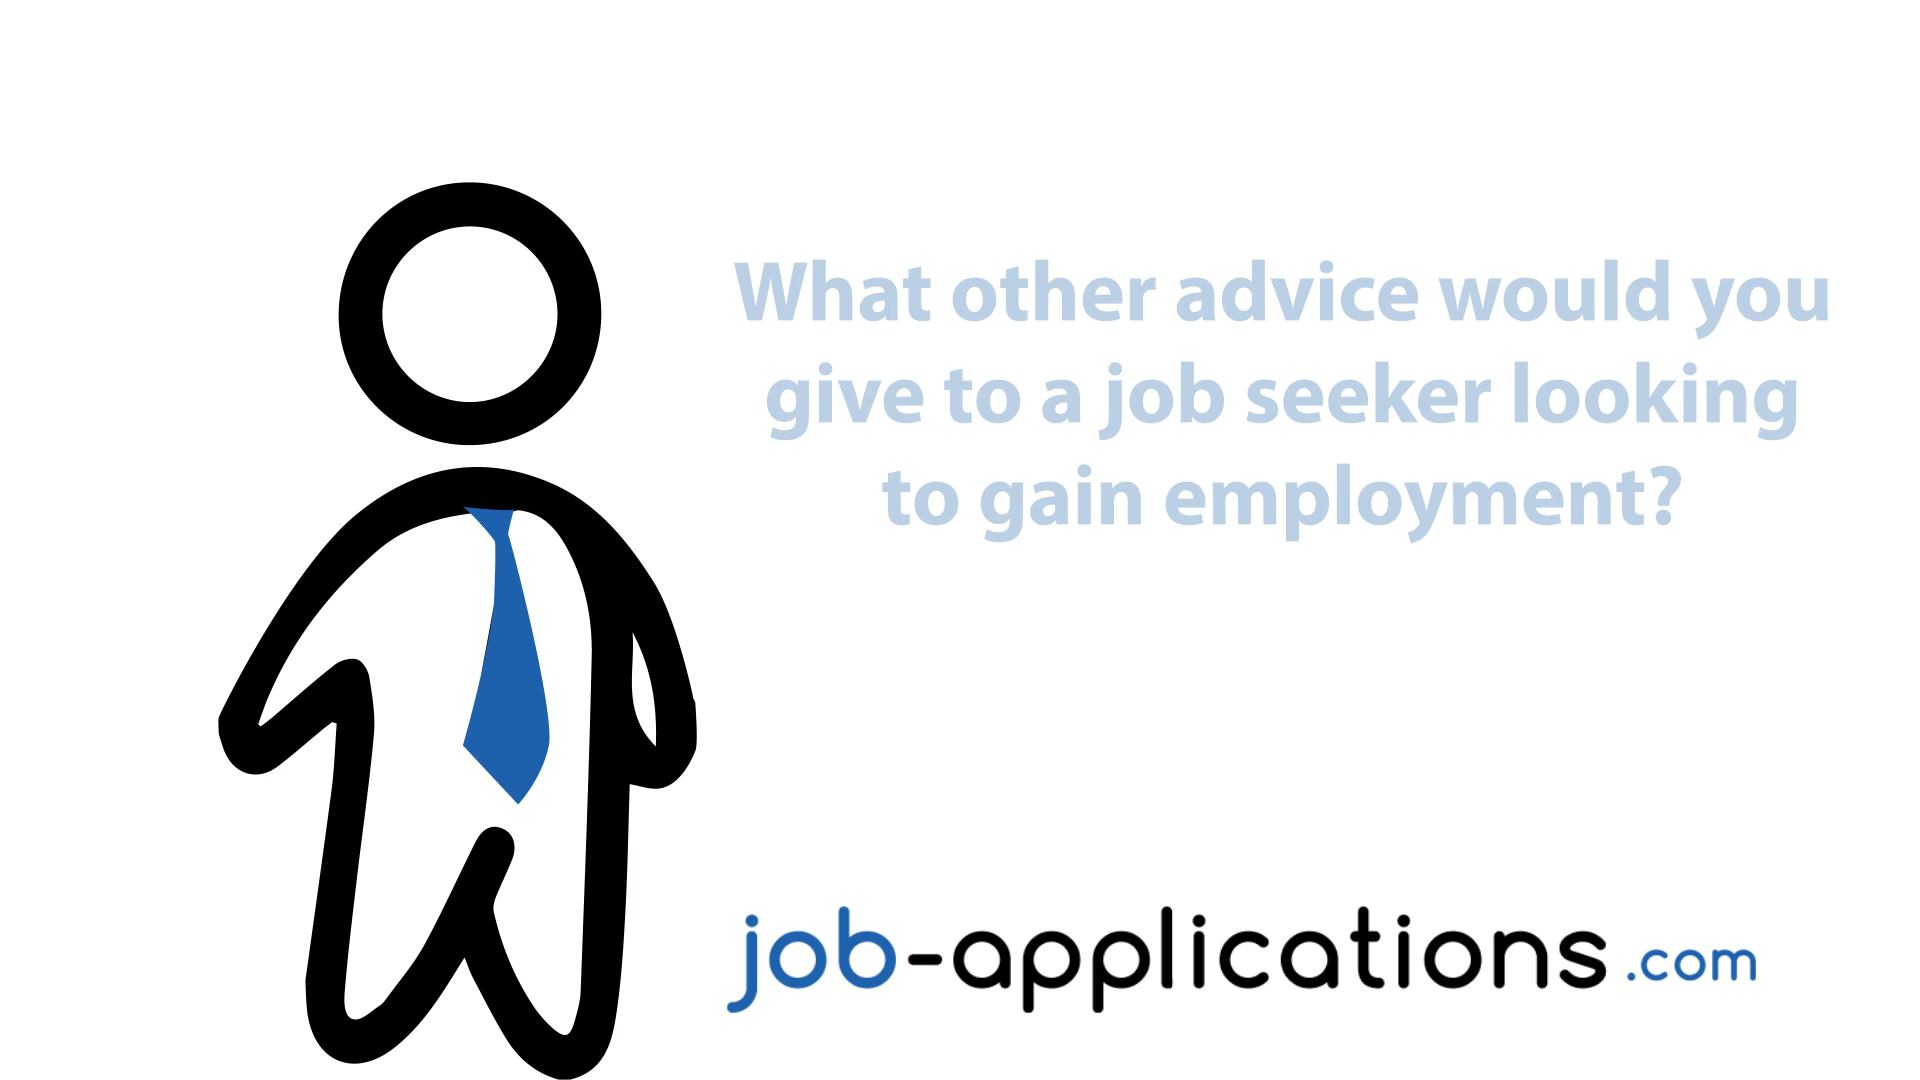 What other advice would you
give to a job seeker looking
to gain employment?
job-applications.com